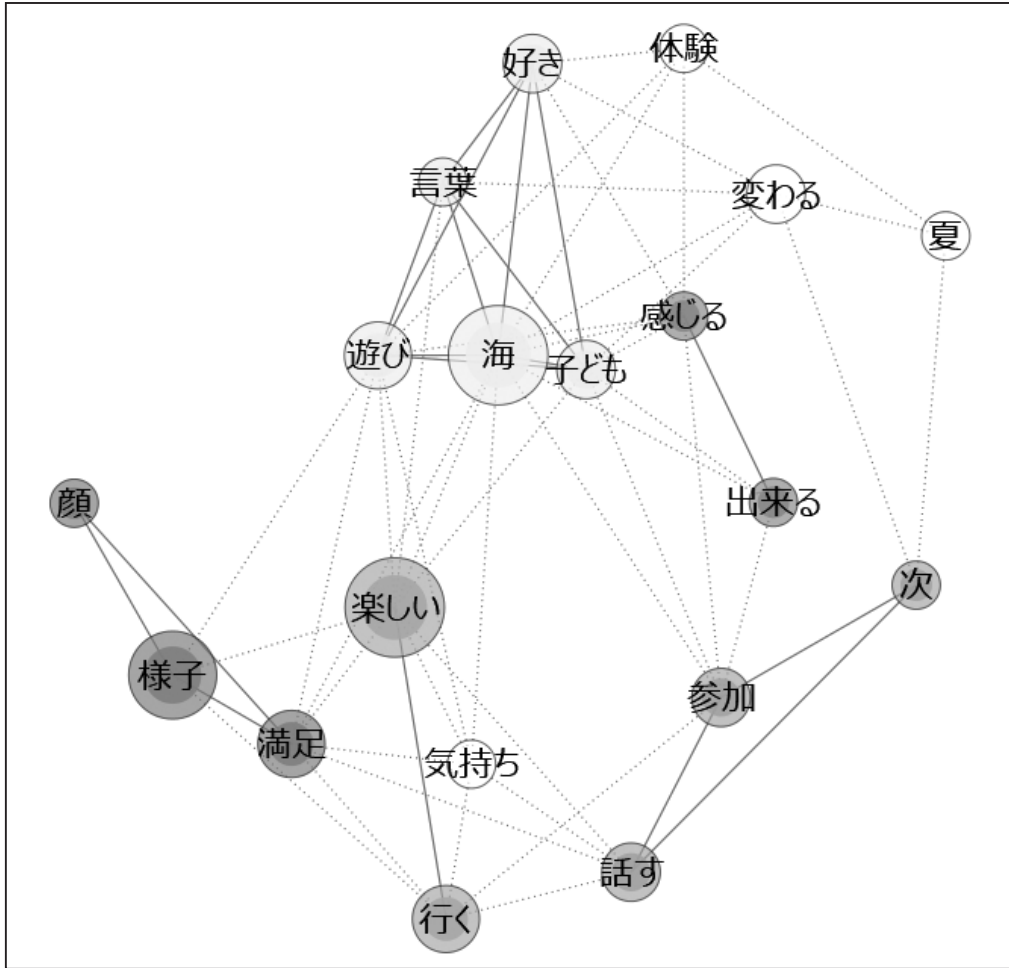 好き
体験
言葉
変わる
夏
感じる
遊び
海
子ども
顔
出来る
次
楽しい
様子
参加
満足
気持ち
話す
行く